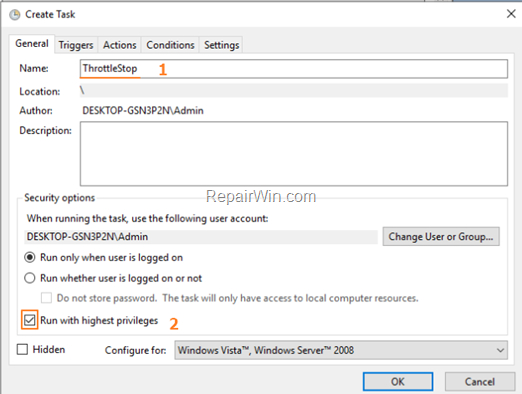 Create Task
General Triggers Actions Conditions Settings
Name: ThrottleStop 1
Location: \
Author: DESKTOP-GSN3P2N\Admin
Description:
RepairWin.com
Security options
When running the task, use the following user account:
DESKTOP-GSN3P2N\Admin Change User or Group...
Run only when user is logged on
Run whether user is logged on or not
Do not store password. The task will only have access to local computer resources.
Run with highest privileges 2
Hidden Configure for: Windows Vista™, Windows Server™ 2008
OK Cancel